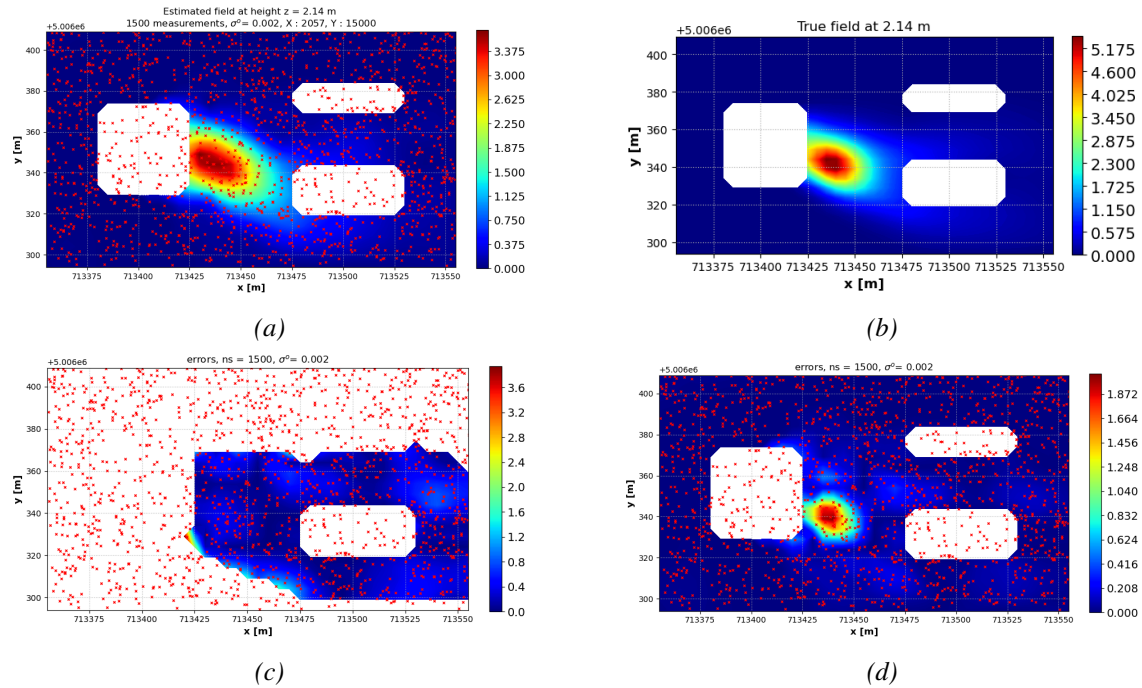 Estimated field at height z = 2.14 m
+5.006e6
1500 measurements, σ⁰= 0.002, X : 2057, Y : 15000
400
380
360
340
320
300
y [m]
713375 713400 713425 713450 713475 713500 713525 713550
x [m]
3.375
3.000
2.625
2.250
1.875
1.500
1.125
0.750
0.375
0.000
(a)
True field at 2.14 m
+5.006e6
400
380
360
340
320
300
y [m]
713375 713400 713425 713450 713475 713500 713525 713550
x [m]
5.175
4.600
4.025
3.450
2.875
2.300
1.725
1.150
0.575
0.000
(b)
errors, ns = 1500, σ⁰= 0.002
+5.006e6
400
380
360
340
320
300
y [m]
713375 713400 713425 713450 713475 713500 713525 713550
x [m]
3.6
3.2
2.8
2.4
2.0
1.6
1.2
0.8
0.4
0.0
(c)
errors, ns = 1500, σ⁰= 0.002
+5.006e6
400
380
360
340
320
300
y [m]
713375 713400 713425 713450 713475 713500 713525 713550
x [m]
1.872
1.664
1.456
1.248
1.040
0.832
0.624
0.416
0.208
0.000
(d)